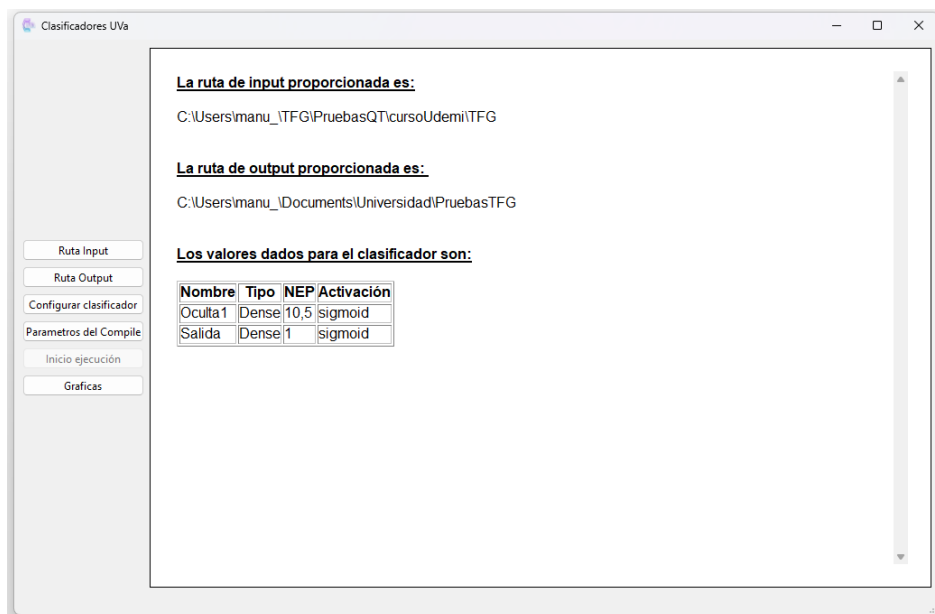 Clasificadores UVa
La ruta de input proporcionada es:
C:\Users\manu_\TFG\PruebasQT\cursoUdemi\TFG
La ruta de output proporcionada es:
C:\Users\manu_\Documents\Universidad\PruebasTFG
Ruta Input
Ruta Output
Configurar clasificador
Parametros del Compile
Inicio ejecución
Graficas
Los valores dados para el clasificador son:
Nombre Tipo NEP Activación
Oculta1 Dense 10,5 sigmoid
Salida Dense 1 sigmoid